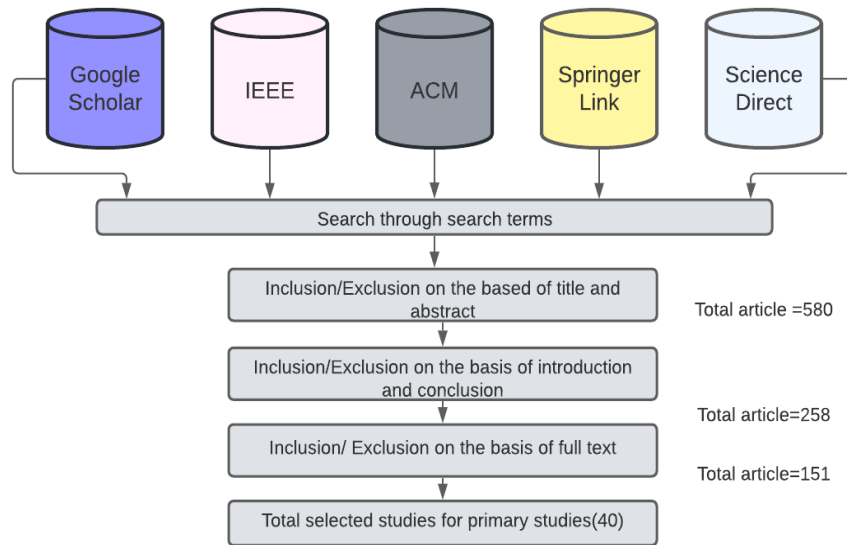 Google
Scholar
IEEE
ACM
Springer
Link
Science
Direct
Search through search terms
Inclusion/Exclusion on the based of title and
abstract
Total article =580
Inclusion/Exclusion on the basis of introduction
and conclusion
Total article=258
Inclusion/ Exclusion on the basis of full text
Total article=151
Total selected studies for primary studies(40)